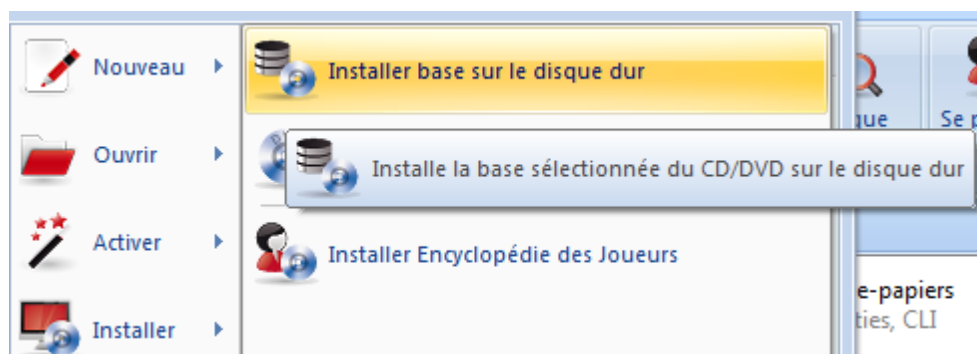 Nouveau
Ouvrir
Activer
Installer
Installer base sur le disque dur
Installe la base sélectionnée du CD/DVD sur le disque dur
Installer Encyclopédie des Joueurs
que
Se p
e-papiers
ties, CLI